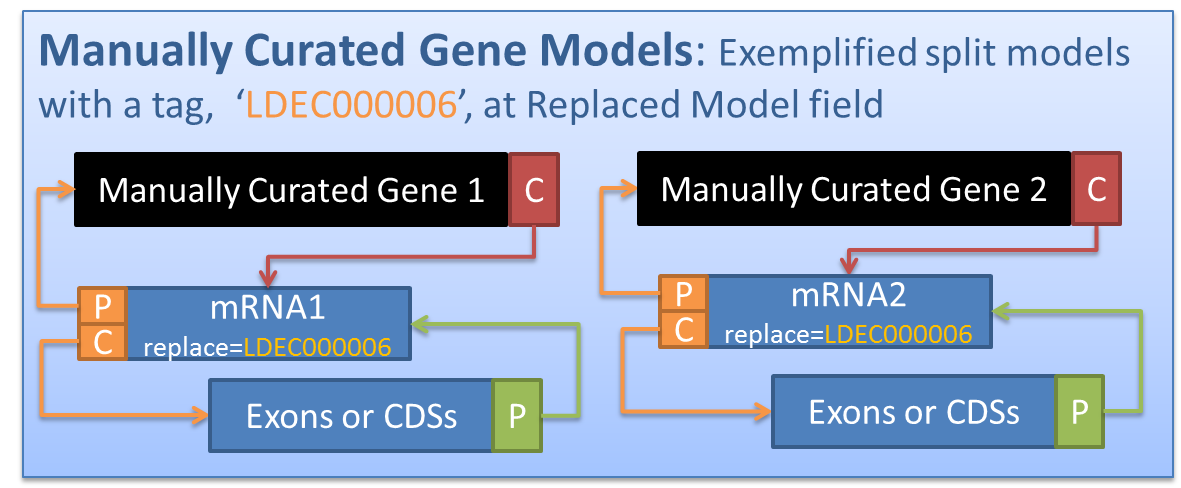 Manually Curated Gene Models: Exemplified split models
with a tag, ‘LDEC000006’, at Replaced Model field
Manually Curated Gene 1 C
P mRNA1
C replace=LDEC000006
Exons or CDSs P
Manually Curated Gene 2 C
P mRNA2
C replace=LDEC000006
Exons or CDSs P